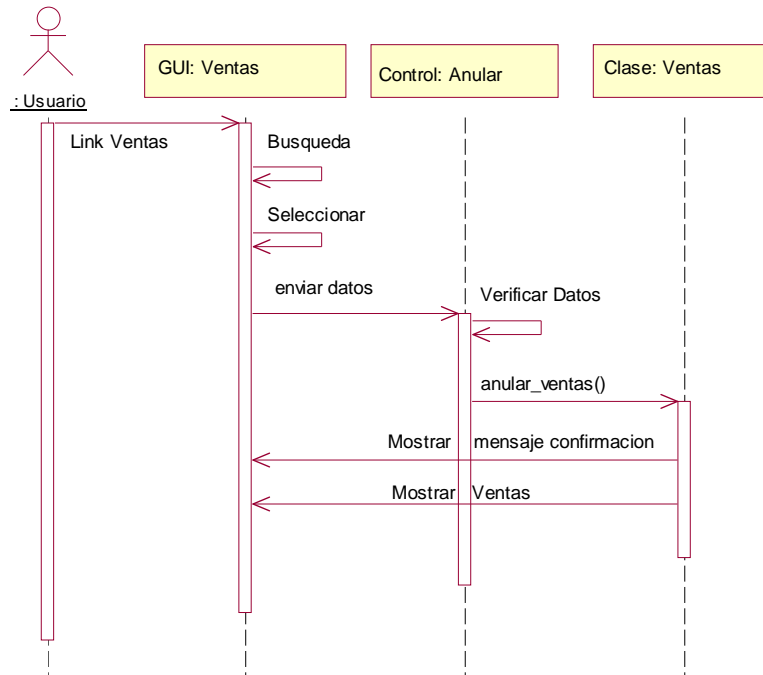 : Usuario
GUI: Ventas
Control: Anular
Clase: Ventas
Link Ventas
Busqueda
Seleccionar
enviar datos
Verificar Datos
anular_ventas()
Mostrar mensaje confirmacion
Mostrar Ventas